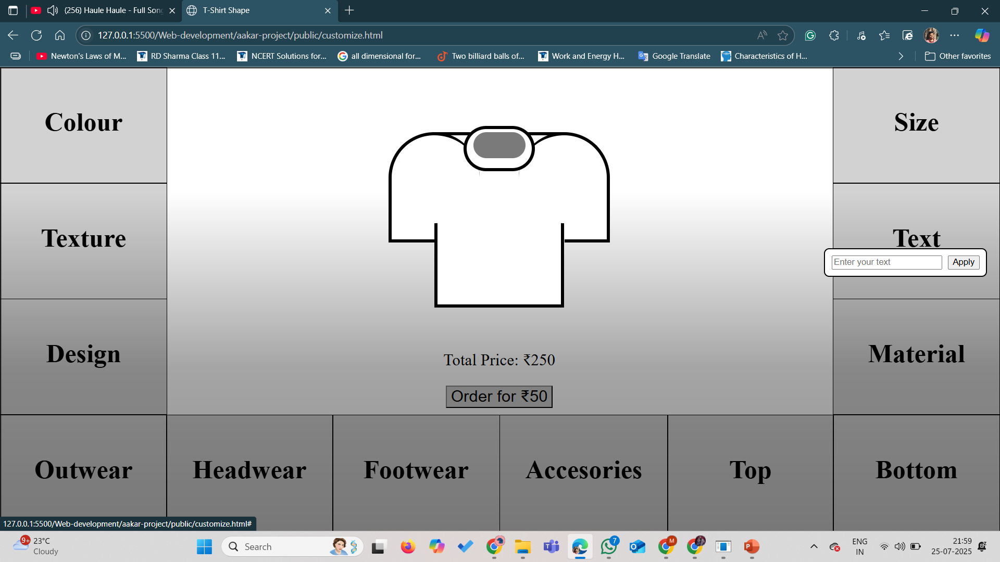 (256) Haule Haule - Full Song
T-Shirt Shape
127.0.0.1:5500/Web-development/aakar-project/public/customize.html
Newton's Laws of M...
RD Sharma Class 11...
NCERT Solutions for...
all dimensional for...
Two billiard balls of...
Work and Energy H...
Google Translate
Characteristics of H...
Other favorites
Colour
Size
Texture
Text
Enter your text
Apply
Design
Material
Total Price: ₹250
Order for ₹50
Outwear
Headwear
Footwear
Accesories
Top
Bottom
127.0.0.1:5500/Web-development/aakar-project/public/customize.html#
9+
23°C
Cloudy
Search
7
M
ENG
IN
21:59
25-07-2025